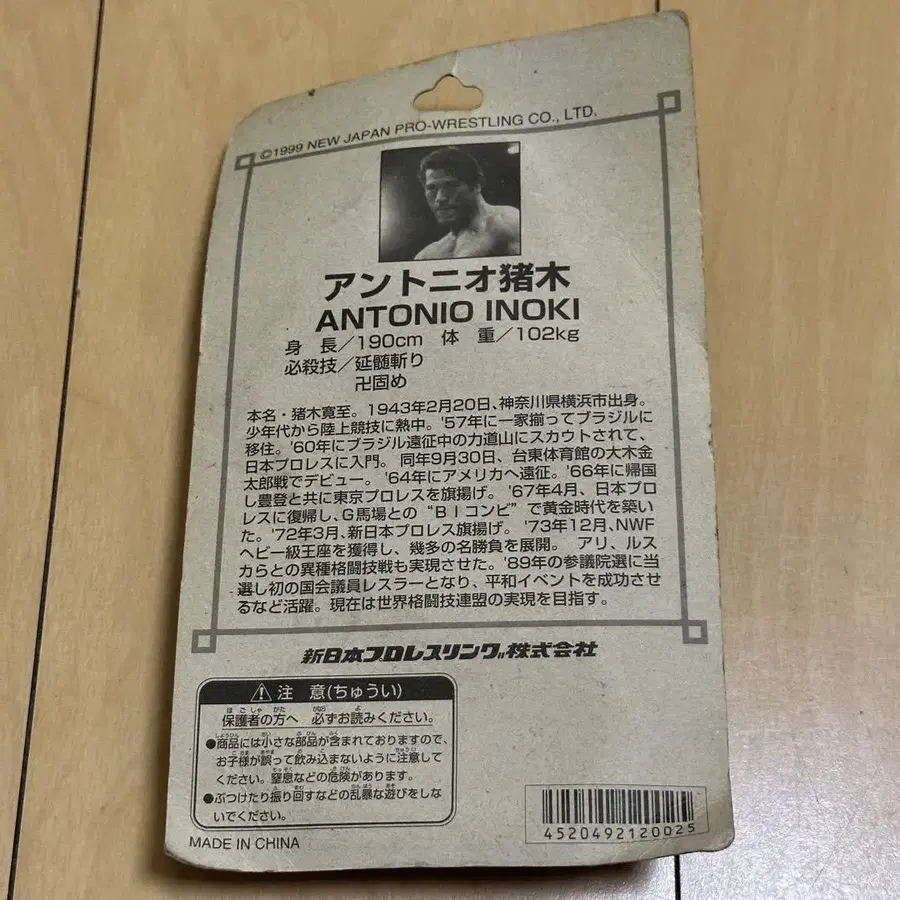 ©1999 NEW JAPAN PRO-WRESTLING CO., LTD.
アントニオ猪木
ANTONIO INOKI
身 長／190cm 体 重／102kg
必殺技／延髄斬り
卍固め
本名・猪木寛至。1943年2月20日、神奈川県横浜市出身。
少年代から陸上競技に熱中。'57年に一家揃ってブラジルに
移住。'60年にブラジル遠征中の力道山にスカウトされて、
日本プロレスに入門。 同年9月30日、台東体育館の大木金
太郎戦でデビュー。'64年にアメリカへ遠征。'66年に帰国
し豊登と共に東京プロレスを旗揚げ。'67年4月、日本プロ
レスに復帰し、G馬場との“BIコンビ”で黄金時代を築い
た。'72年3月、新日本プロレス旗揚げ。'73年12月、NWF
ヘビー級王座を獲得し、幾多の名勝負を展開。 アリ、ルス
カらとの異種格闘技戦も実現させた。'89年の参議院選に当
選し初の国会議員レスラーとなり、平和イベントを成功させ
るなど活躍。現在は世界格闘技連盟の実現を目指す。
新日本プロレスリング株式会社
⚠注 意(ちゅうい)
保護者の方へ 必ずお読みください。
●商品には小さな部品が含まれておりますので、
お子様が誤って飲み込まないように注意して
ください。窒息などの危険があります。
●ぶつけたり振り回すなどの乱暴な遊びをしな
いでください。
MADE IN CHINA
4520492120025